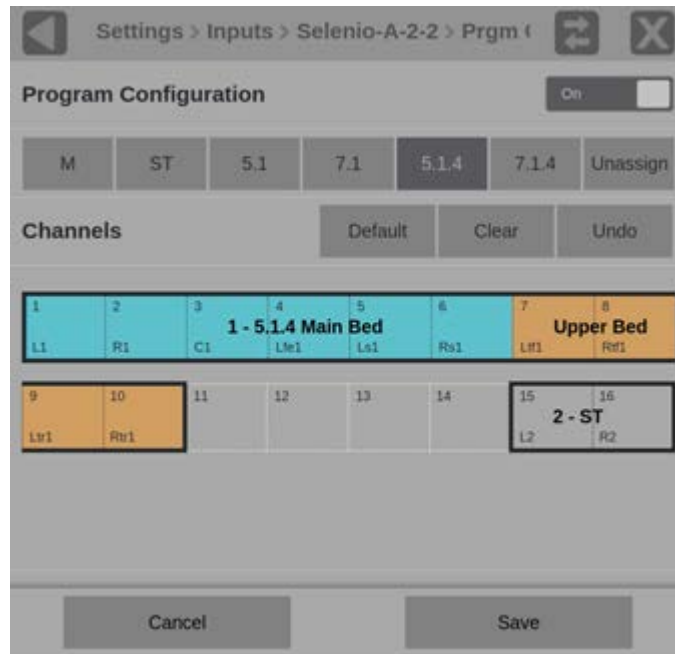 Settings > Inputs > Selenio-A-2-2 > Prgm (
Program Configuration On
M ST 5.1 7.1 5.1.4 7.1.4 Unassign
Channels Default Clear Undo
1 2 3 4 5 6 7 8
1 - 5.1.4 Main Bed Upper Bed
L1 R1 C1 Lfe1 Ls1 Rs1 Ltf1 Rtf1
9 10 11 12 13 14 15 16
2 - ST
Ltr1 Rtr1 L2 R2
Cancel Save